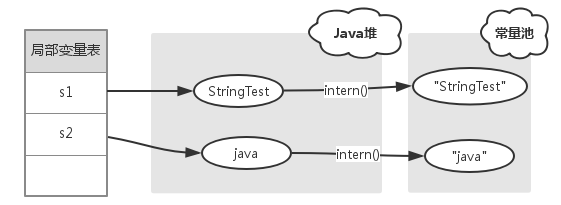 局部变量表
s1
s2
Java堆
StringTest
java
intern()
intern()
常量池
"StringTest"
"java"